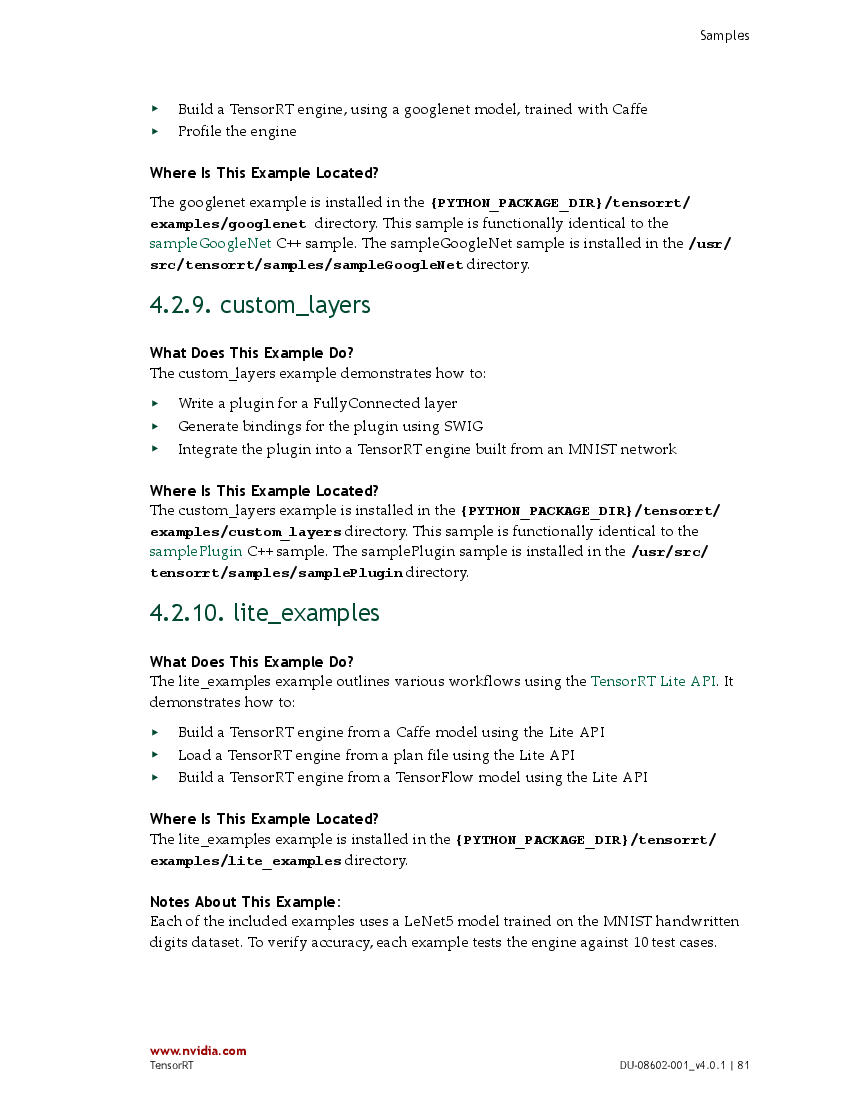 Samples
▸ Build a TensorRT engine, using a googlenet model, trained with Caffe
▸ Profile the engine
Where Is This Example Located?
The googlenet example is installed in the {PYTHON_PACKAGE_DIR}/tensorrt/
examples/googlenet directory. This sample is functionally identical to the
sampleGoogleNet C++ sample. The sampleGoogleNet sample is installed in the /usr/
src/tensorrt/samples/sampleGoogleNet directory.
4.2.9. custom_layers
What Does This Example Do?
The custom_layers example demonstrates how to:
▸ Write a plugin for a FullyConnected layer
▸ Generate bindings for the plugin using SWIG
▸ Integrate the plugin into a TensorRT engine built from an MNIST network
Where Is This Example Located?
The custom_layers example is installed in the {PYTHON_PACKAGE_DIR}/tensorrt/
examples/custom_layers directory. This sample is functionally identical to the
samplePlugin C++ sample. The samplePlugin sample is installed in the /usr/src/
tensorrt/samples/samplePlugin directory.
4.2.10. lite_examples
What Does This Example Do?
The lite_examples example outlines various workflows using the TensorRT Lite API. It
demonstrates how to:
▸ Build a TensorRT engine from a Caffe model using the Lite API
▸ Load a TensorRT engine from a plan file using the Lite API
▸ Build a TensorRT engine from a TensorFlow model using the Lite API
Where Is This Example Located?
The lite_examples example is installed in the {PYTHON_PACKAGE_DIR}/tensorrt/
examples/lite_examples directory.
Notes About This Example:
Each of the included examples uses a LeNet5 model trained on the MNIST handwritten
digits dataset. To verify accuracy, each example tests the engine against 10 test cases.
www.nvidia.com
TensorRT DU-08602-001_v4.0.1 | 81